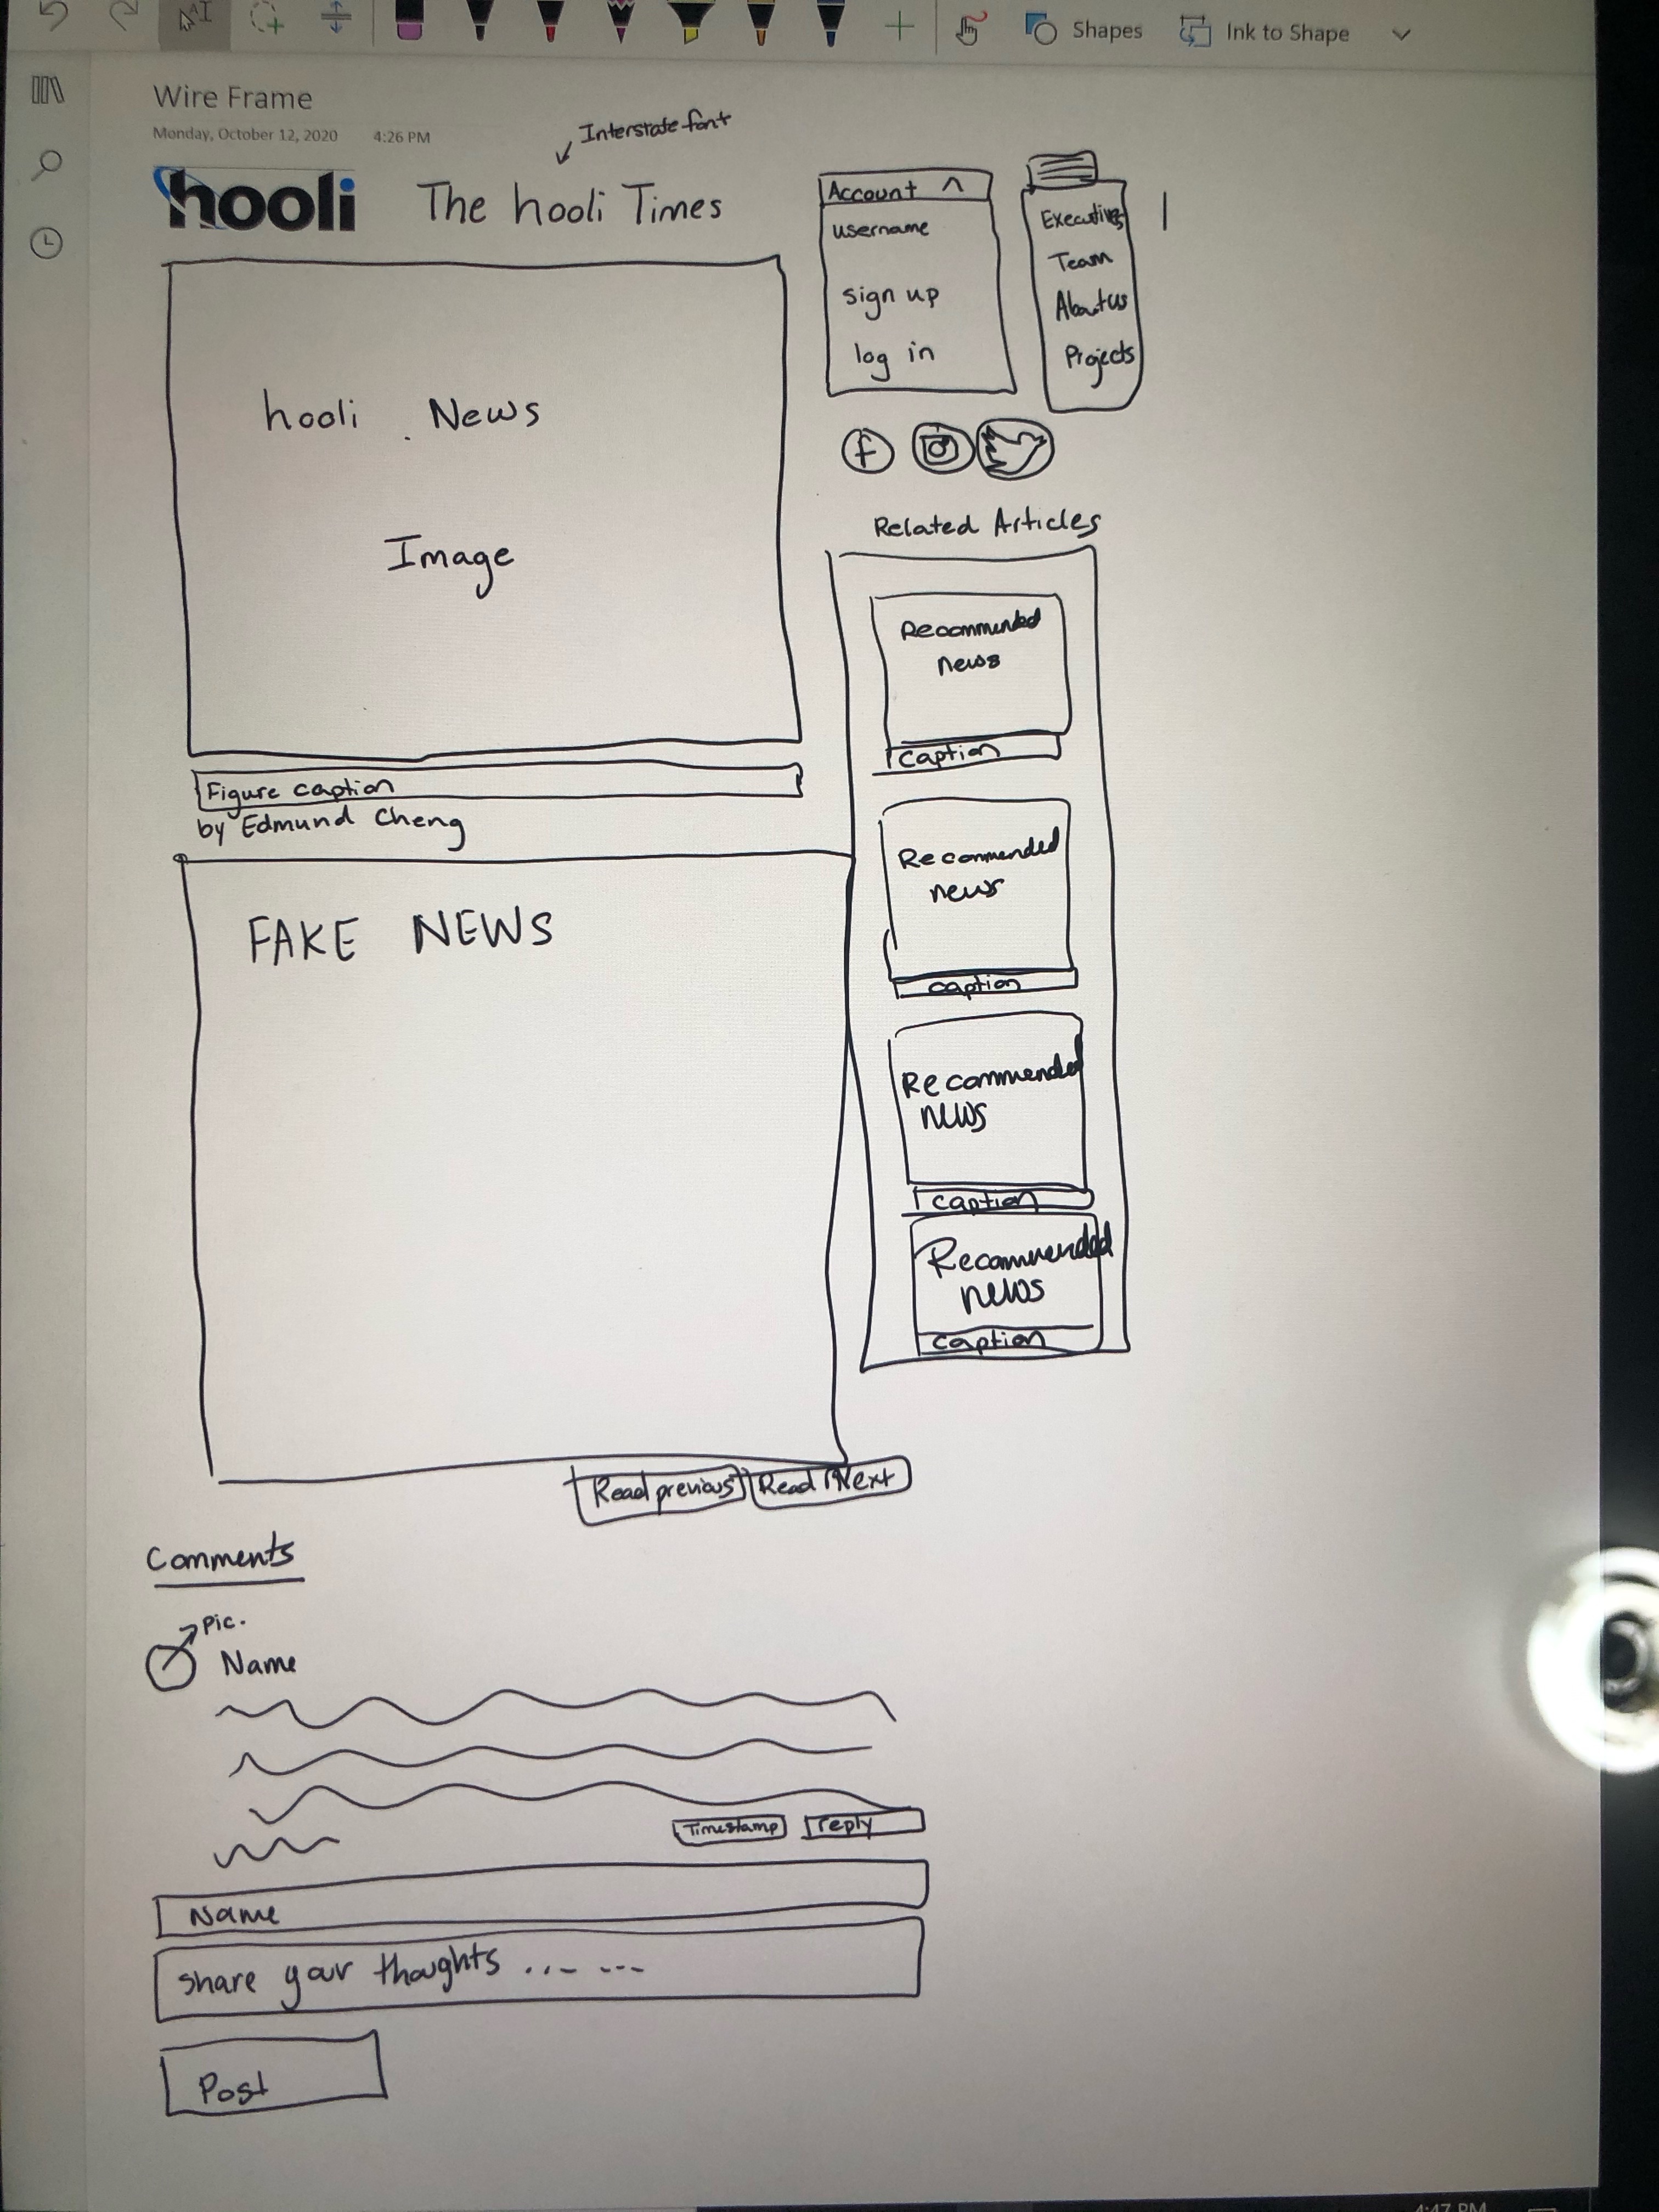 Shapes
Ink to Shape
Wire Frame
Monday, October 12, 2020 4:26 PM
Interstate font
hooli The hooli Times
Account ^
username
sign up
log in
Executives
Team
About us
Projects
f
hooli News
Image
Figure caption
by Edmund Cheng
Related Articles
Recommended
news
caption
Recommended
news
caption
Recommended
news
caption
Recommended
news
caption
FAKE NEWS
Read previous
Read Next
Comments
Pic.
Name
Timestamp
reply
Name
share your thoughts ... ---
Post
4:47 PM